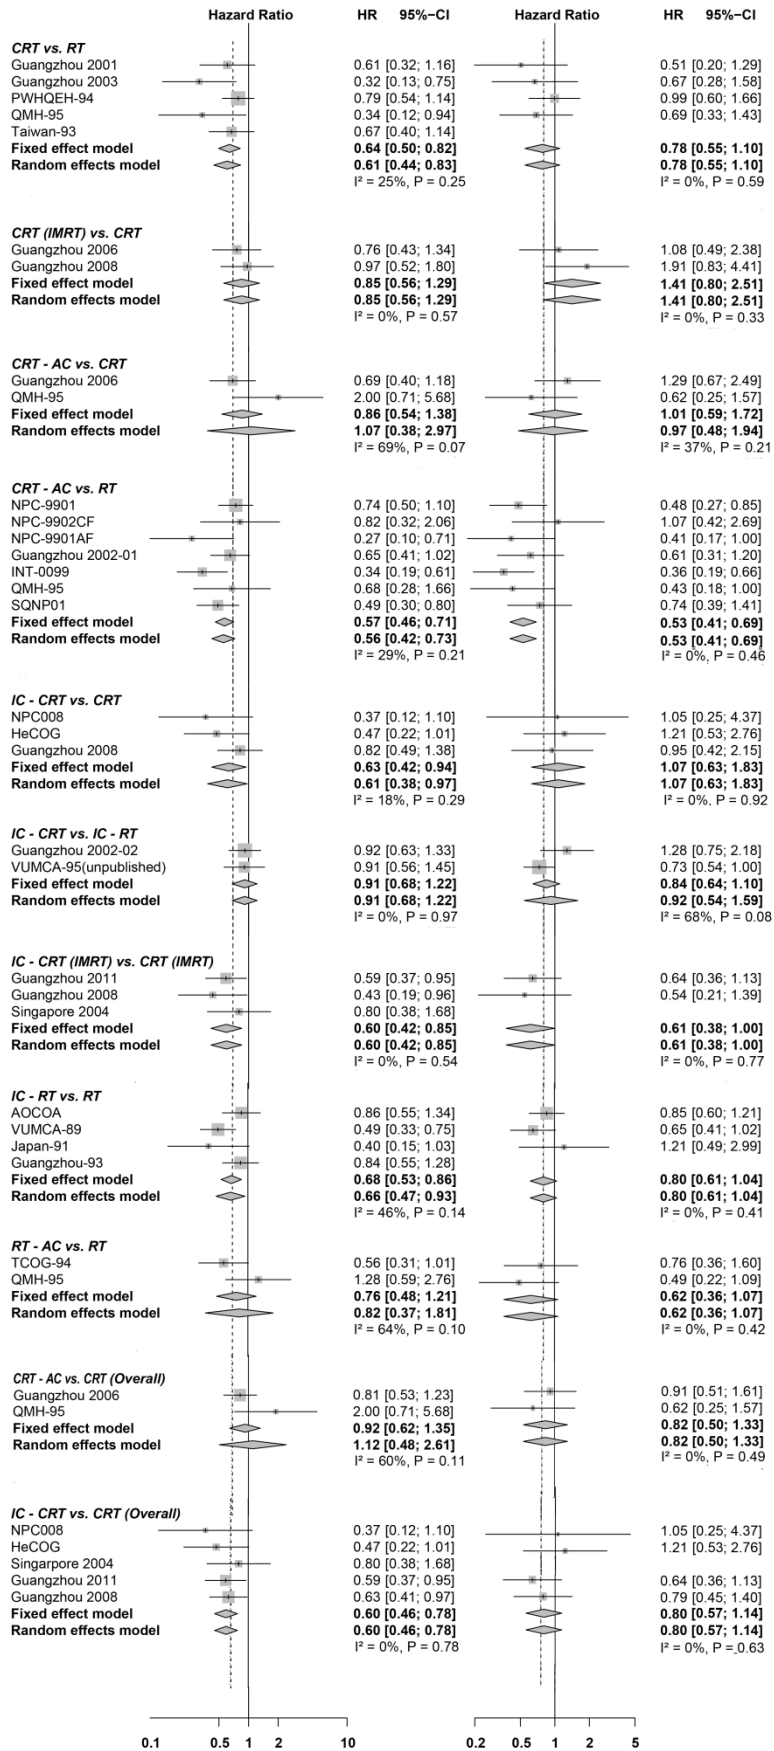 Hazard Ratio HR 95%−CI Hazard Ratio HR 95%−CI
CRT vs. RT
Guangzhou 2001 0.61 [0.32; 1.16] 0.51 [0.20; 1.29]
Guangzhou 2003 0.32 [0.13; 0.75] 0.67 [0.28; 1.58]
PWHQEH-94 0.79 [0.54; 1.14] 0.99 [0.60; 1.66]
QMH-95 0.34 [0.12; 0.94] 0.69 [0.33; 1.43]
Taiwan-93 0.67 [0.40; 1.14]
Fixed effect model 0.64 [0.50; 0.82] 0.78 [0.55; 1.10]
Random effects model 0.61 [0.44; 0.83] 0.78 [0.55; 1.10]
I² = 25%, P = 0.25 I² = 0%, P = 0.59
CRT (IMRT) vs. CRT
Guangzhou 2006 0.76 [0.43; 1.34] 1.08 [0.49; 2.38]
Guangzhou 2008 0.97 [0.52; 1.80] 1.91 [0.83; 4.41]
Fixed effect model 0.85 [0.56; 1.29] 1.41 [0.80; 2.51]
Random effects model 0.85 [0.56; 1.29] 1.41 [0.80; 2.51]
I² = 0%, P = 0.57 I² = 0%, P = 0.33
CRT - AC vs. CRT
Guangzhou 2006 0.69 [0.40; 1.18] 1.29 [0.67; 2.49]
QMH-95 2.00 [0.71; 5.68] 0.62 [0.25; 1.57]
Fixed effect model 0.86 [0.54; 1.38] 1.01 [0.59; 1.72]
Random effects model 1.07 [0.38; 2.97] 0.97 [0.48; 1.94]
I² = 69%, P = 0.07 I² = 37%, P = 0.21
CRT - AC vs. RT
NPC-9901 0.74 [0.50; 1.10] 0.48 [0.27; 0.85]
NPC-9902CF 0.82 [0.32; 2.06] 1.07 [0.42; 2.69]
NPC-9901AF 0.27 [0.10; 0.71] 0.41 [0.17; 1.00]
Guangzhou 2002-01 0.65 [0.41; 1.02] 0.61 [0.31; 1.20]
INT-0099 0.34 [0.19; 0.61] 0.36 [0.19; 0.66]
QMH-95 0.68 [0.28; 1.66] 0.43 [0.18; 1.00]
SQNP01 0.49 [0.30; 0.80] 0.74 [0.39; 1.41]
Fixed effect model 0.57 [0.46; 0.71] 0.53 [0.41; 0.69]
Random effects model 0.56 [0.42; 0.73] 0.53 [0.41; 0.69]
I² = 29%, P = 0.21 I² = 0%, P = 0.46
IC - CRT vs. CRT
NPC008 0.37 [0.12; 1.10] 1.05 [0.25; 4.37]
HeCOG 0.47 [0.22; 1.01] 1.21 [0.53; 2.76]
Guangzhou 2008 0.82 [0.49; 1.38] 0.95 [0.42; 2.15]
Fixed effect model 0.63 [0.42; 0.94] 1.07 [0.63; 1.83]
Random effects model 0.61 [0.38; 0.97] 1.07 [0.63; 1.83]
I² = 18%, P = 0.29 I² = 0%, P = 0.92
IC - CRT vs. IC - RT
Guangzhou 2002-02 0.92 [0.63; 1.33] 1.28 [0.75; 2.18]
VUMCA-95(unpublished) 0.91 [0.56; 1.45] 0.73 [0.54; 1.00]
Fixed effect model 0.91 [0.68; 1.22] 0.84 [0.64; 1.10]
Random effects model 0.91 [0.68; 1.22] 0.92 [0.54; 1.59]
I² = 0%, P = 0.97 I² = 68%, P = 0.08
IC - CRT (IMRT) vs. CRT (IMRT)
Guangzhou 2011 0.59 [0.37; 0.95] 0.64 [0.36; 1.13]
Guangzhou 2008 0.43 [0.19; 0.96] 0.54 [0.21; 1.39]
Singapore 2004 0.80 [0.38; 1.68]
Fixed effect model 0.60 [0.42; 0.85] 0.61 [0.38; 1.00]
Random effects model 0.60 [0.42; 0.85] 0.61 [0.38; 1.00]
I² = 0%, P = 0.54 I² = 0%, P = 0.77
IC - RT vs. RT
AOCOA 0.86 [0.55; 1.34] 0.85 [0.60; 1.21]
VUMCA-89 0.49 [0.33; 0.75] 0.65 [0.41; 1.02]
Japan-91 0.40 [0.15; 1.03] 1.21 [0.49; 2.99]
Guangzhou-93 0.84 [0.55; 1.28]
Fixed effect model 0.68 [0.53; 0.86] 0.80 [0.61; 1.04]
Random effects model 0.66 [0.47; 0.93] 0.80 [0.61; 1.04]
I² = 46%, P = 0.14 I² = 0%, P = 0.41
RT - AC vs. RT
TCOG-94 0.56 [0.31; 1.01] 0.76 [0.36; 1.60]
QMH-95 1.28 [0.59; 2.76] 0.49 [0.22; 1.09]
Fixed effect model 0.76 [0.48; 1.21] 0.62 [0.36; 1.07]
Random effects model 0.82 [0.37; 1.81] 0.62 [0.36; 1.07]
I² = 64%, P = 0.10 I² = 0%, P = 0.42
CRT - AC vs. CRT (Overall)
Guangzhou 2006 0.81 [0.53; 1.23] 0.91 [0.51; 1.61]
QMH-95 2.00 [0.71; 5.68] 0.62 [0.25; 1.57]
Fixed effect model 0.92 [0.62; 1.35] 0.82 [0.50; 1.33]
Random effects model 1.12 [0.48; 2.61] 0.82 [0.50; 1.33]
I² = 60%, P = 0.11 I² = 0%, P = 0.49
IC - CRT vs. CRT (Overall)
NPC008 0.37 [0.12; 1.10] 1.05 [0.25; 4.37]
HeCOG 0.47 [0.22; 1.01] 1.21 [0.53; 2.76]
Singarpore 2004 0.80 [0.38; 1.68]
Guangzhou 2011 0.59 [0.37; 0.95] 0.64 [0.36; 1.13]
Guangzhou 2008 0.63 [0.41; 0.97] 0.79 [0.45; 1.40]
Fixed effect model 0.60 [0.46; 0.78] 0.80 [0.57; 1.14]
Random effects model 0.60 [0.46; 0.78] 0.80 [0.57; 1.14]
I² = 0%, P = 0.78 I² = 0%, P = 0.63
0.1 0.5 1 2 10 0.2 0.5 1 2 5